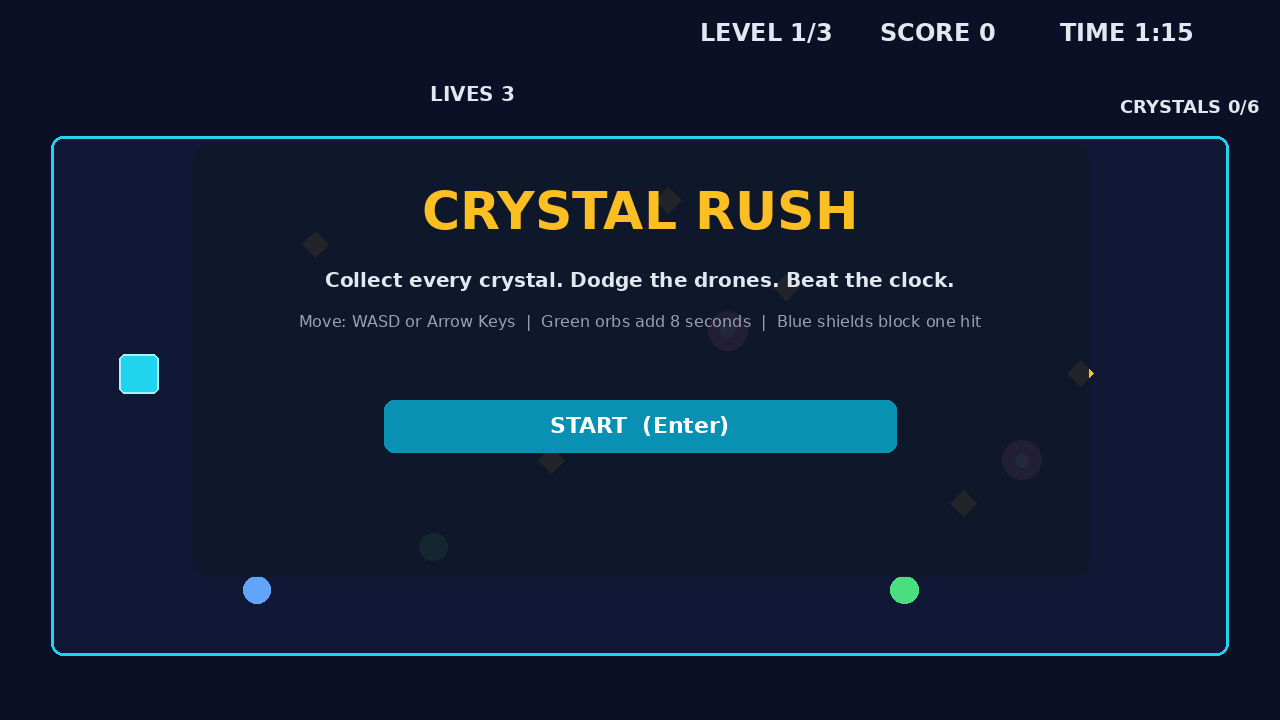 LEVEL 1/3 SCORE 0 TIME 1:15
LIVES 3
CRYSTALS 0/6
CRYSTAL RUSH
Collect every crystal. Dodge the drones. Beat the clock.
Move: WASD or Arrow Keys | Green orbs add 8 seconds | Blue shields block one hit
START (Enter)